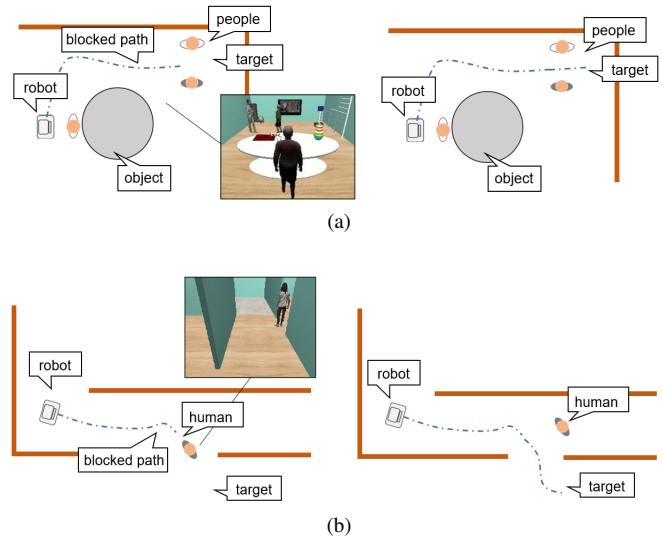 people
blocked path
target
robot
object
people
target
robot
object
(a)
robot
human
blocked path
target
robot
human
target
(b)